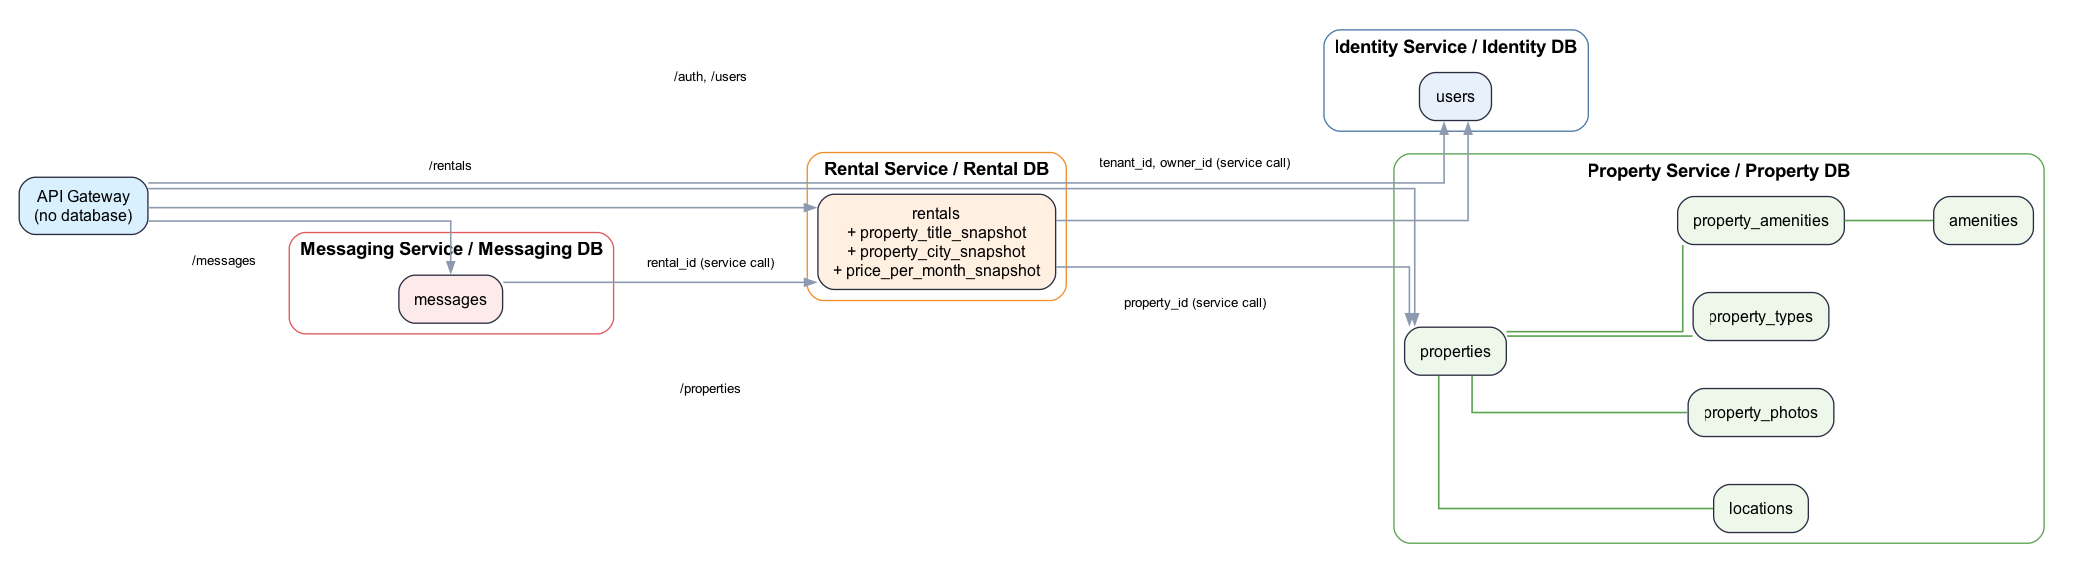 Identity Service / Identity DB
users
/auth, /users
/rentals
tenant_id, owner_id (service call)
API Gateway
(no database)
Rental Service / Rental DB
rentals
+ property_title_snapshot
+ property_city_snapshot
+ price_per_month_snapshot
Messaging Service / Messaging DB
messages
/messages
rental_id (service call)
property_id (service call)
/properties
Property Service / Property DB
property_amenities
amenities
property_types
properties
property_photos
locations